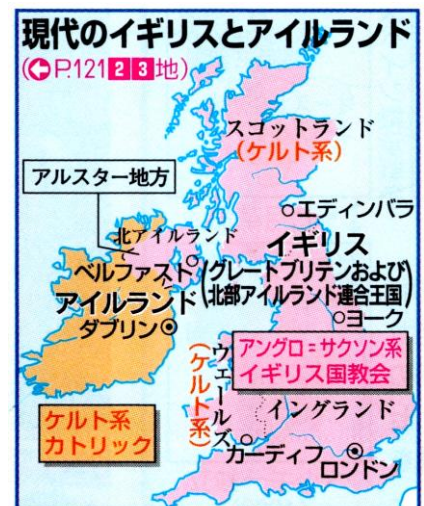 現代のイギリスとアイルランド
(←P.121 2 3 地)
スコットランド
(ケルト系)
アルスター地方
エディンバラ
北アイルランド
イギリス
ベルファスト
(グレートブリテンおよび
北部アイルランド連合王国)
アイルランド
ヨーク
ダブリン
アングロ=サクソン系
イギリス国教会
ウェールズ
(ケルト系)
ケルト系
カトリック
イングランド
カーディフ
ロンドン